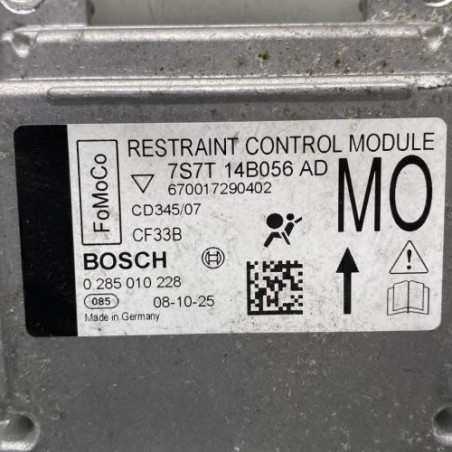 FoMoCo
RESTRAINT CONTROL MODULE
7S7T 14B056 AD
670017290402
MO
CD345/07
CF33B
BOSCH
0 285 010 228
085 08-10-25
Made in Germany